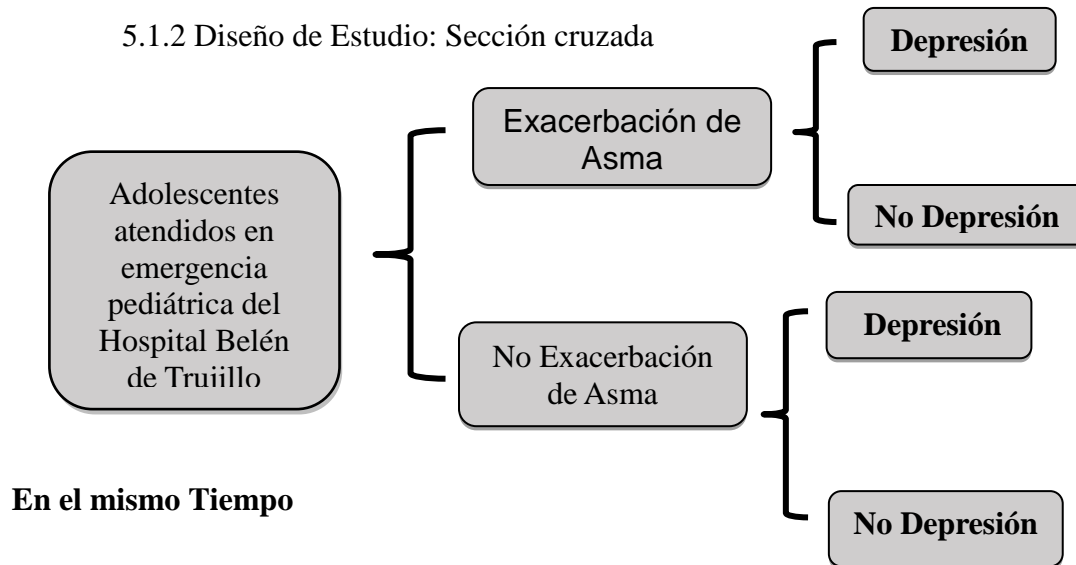 5.1.2 Diseño de Estudio: Sección cruzada
Adolescentes
atendidos en
emergencia
pediátrica del
Hospital Belén
de Trujillo
Exacerbación de
Asma
Depresión
No Depresión
No Exacerbación
de Asma
Depresión
No Depresión
En el mismo Tiempo